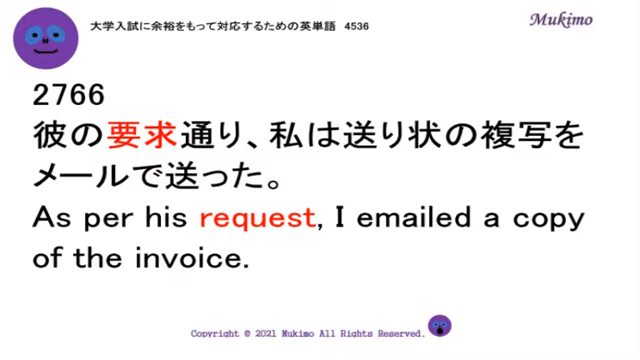 大学入試に余裕をもって対応するための英単語 4536
Mukimo
2766
彼の要求通り、私は送り状の複写を
メールで送った。
As per his request, I emailed a copy
of the invoice.
Copyright © 2021 Mukimo All Rights Reserved.